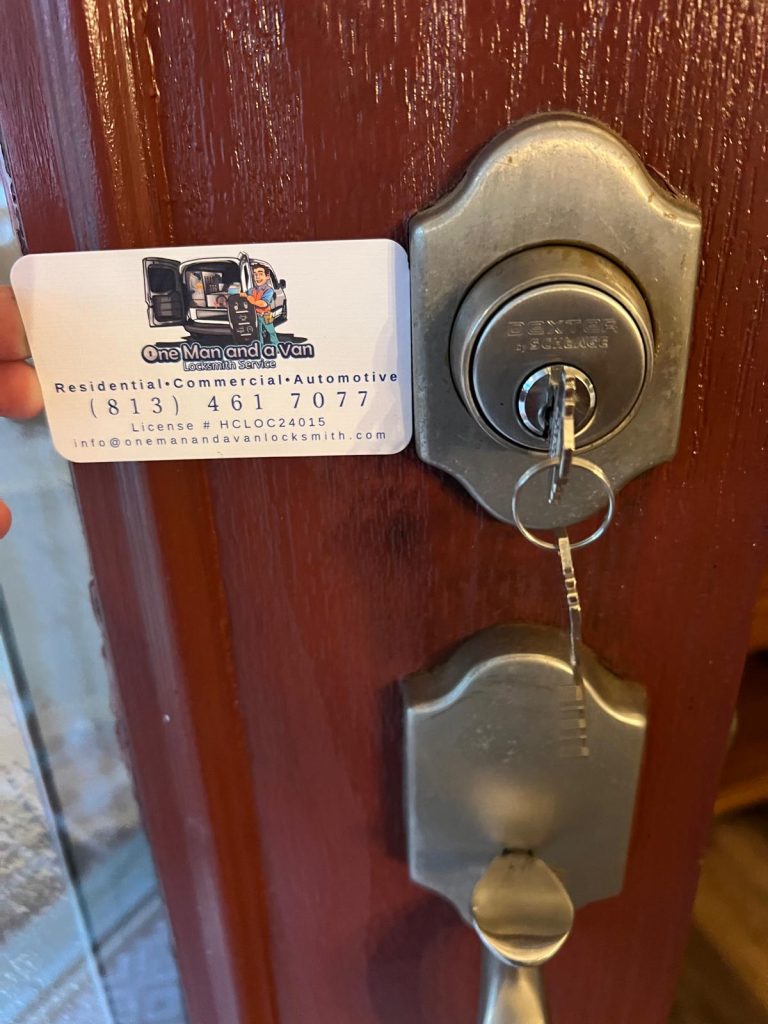 One Man and a Van
Locksmith Service
Residential•Commercial•Automotive
(813) 461 7077
License # HCLOC24015
info@onemanandavanlocksmith.com
DEXTER
by SCHLAGE